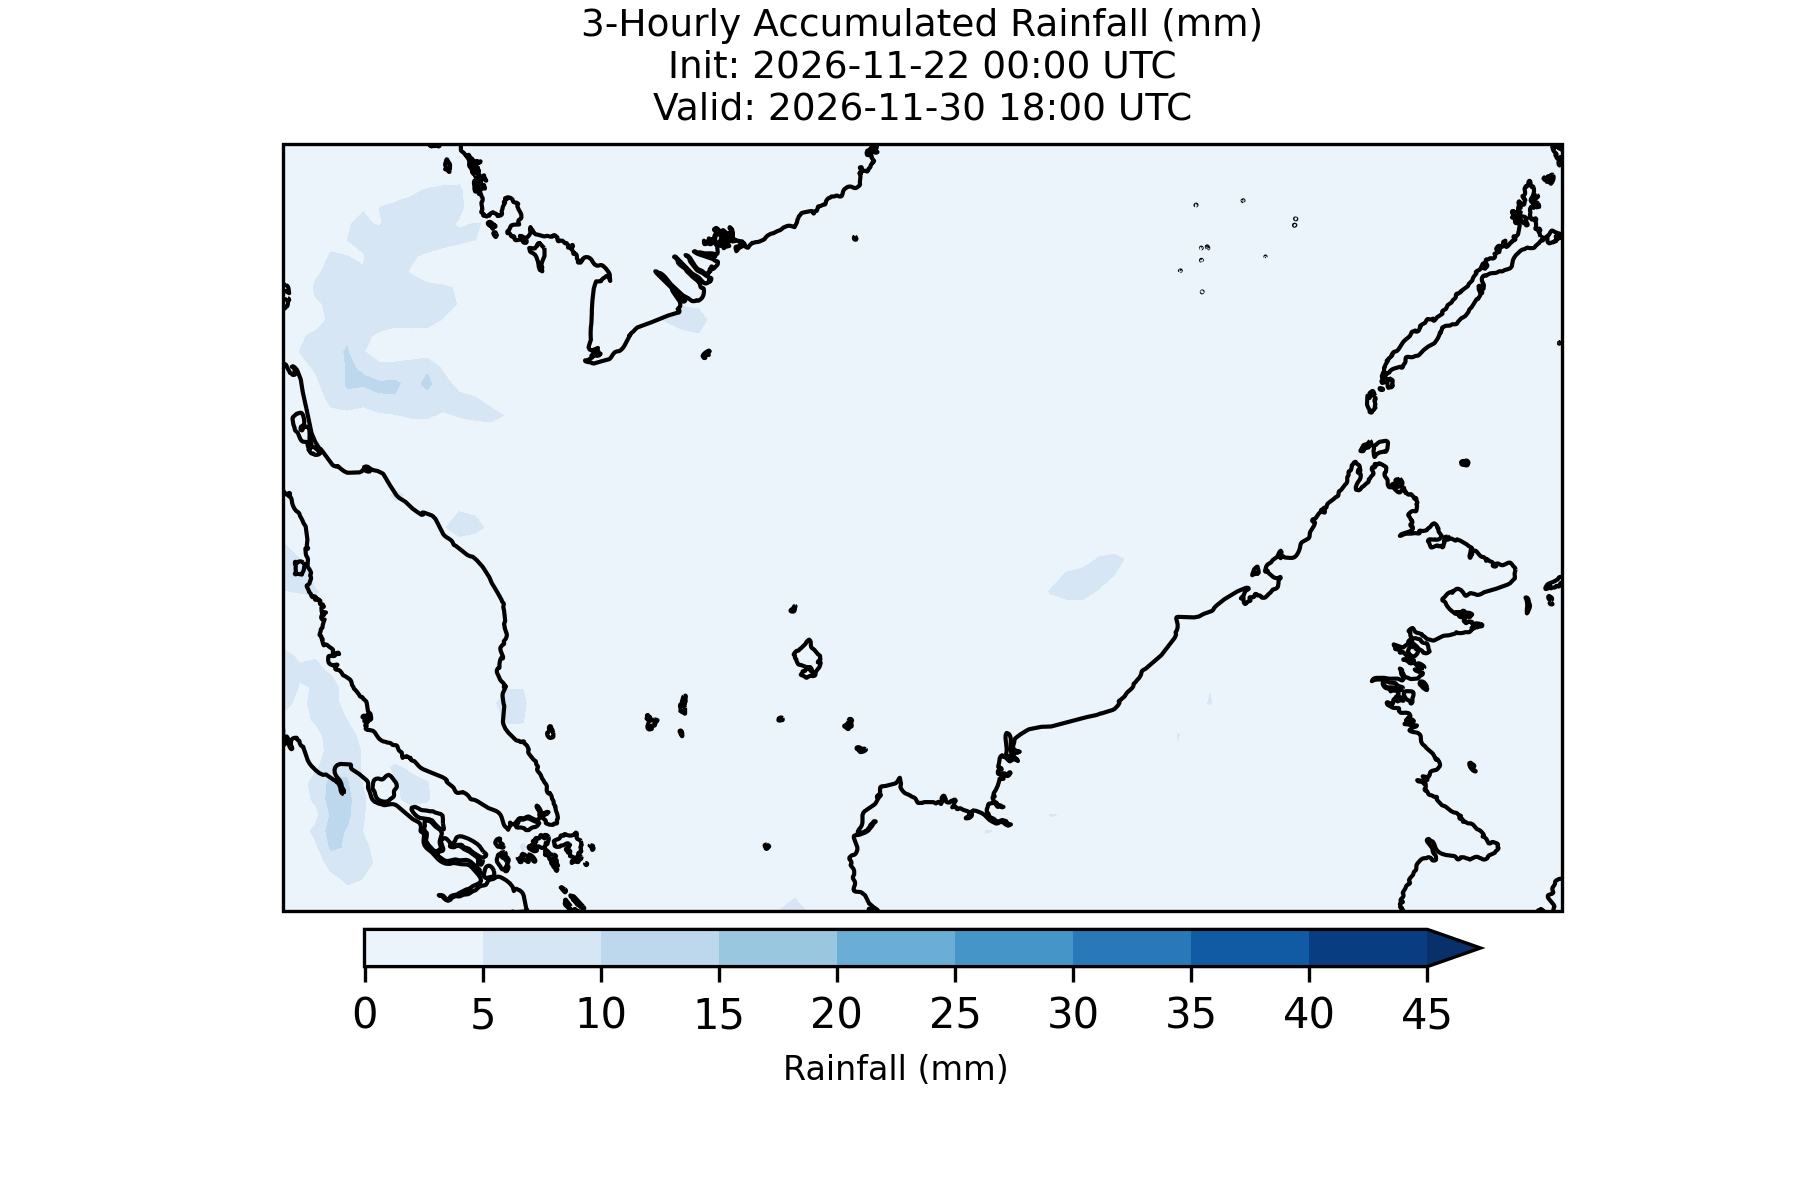 3-Hourly Accumulated Rainfall (mm)
Init: 2026-11-22 00:00 UTC
Valid: 2026-11-30 18:00 UTC
0 5 10 15 20 25 30 35 40 45
Rainfall (mm)